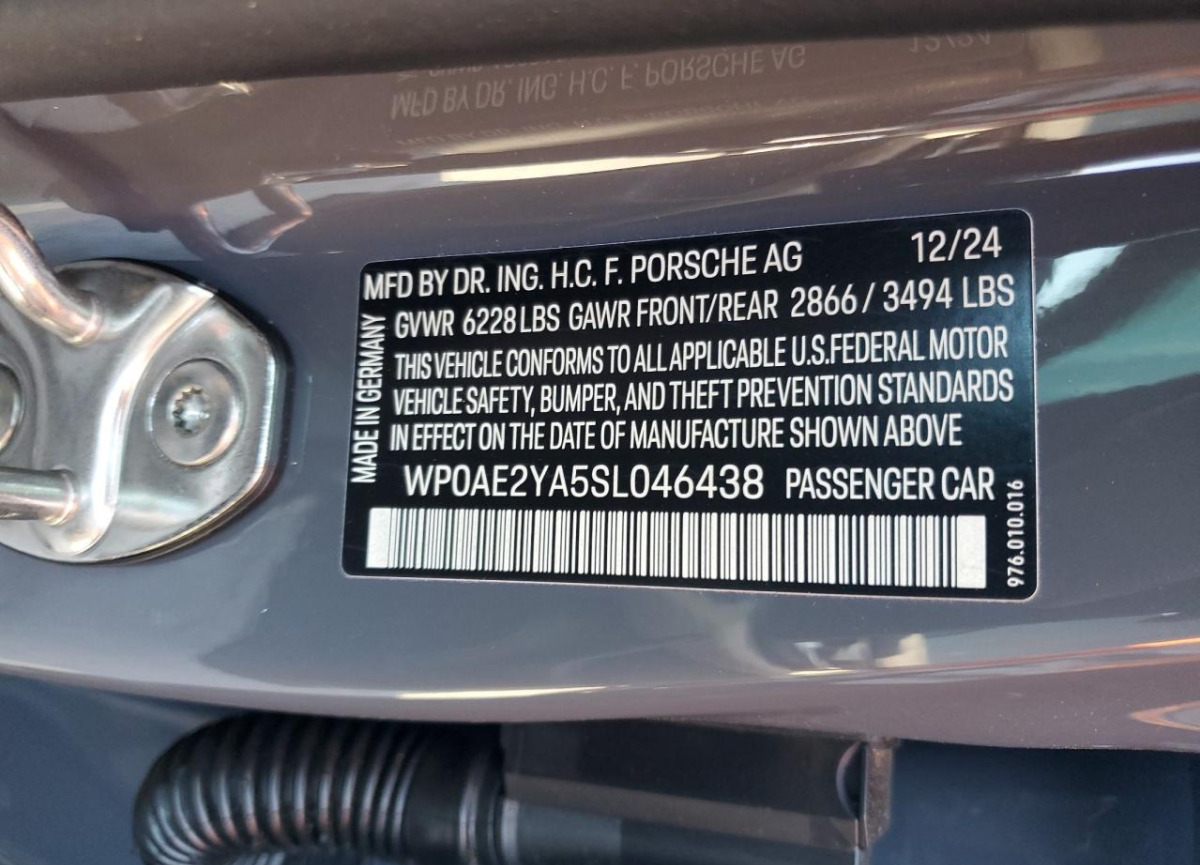 MFD BY DR. ING. H.C. F. PORSCHE AG 12/24
GVWR 6228 LBS GAWR FRONT/REAR 2866 / 3494 LBS
THIS VEHICLE CONFORMS TO ALL APPLICABLE U.S.FEDERAL MOTOR
VEHICLE SAFETY, BUMPER, AND THEFT PREVENTION STANDARDS
IN EFFECT ON THE DATE OF MANUFACTURE SHOWN ABOVE
WP0AE2YA5SL046438 PASSENGER CAR
MADE IN GERMANY
976.010.016
MFD BY DR. ING. H.C. F. PORSCHE AG
12/24